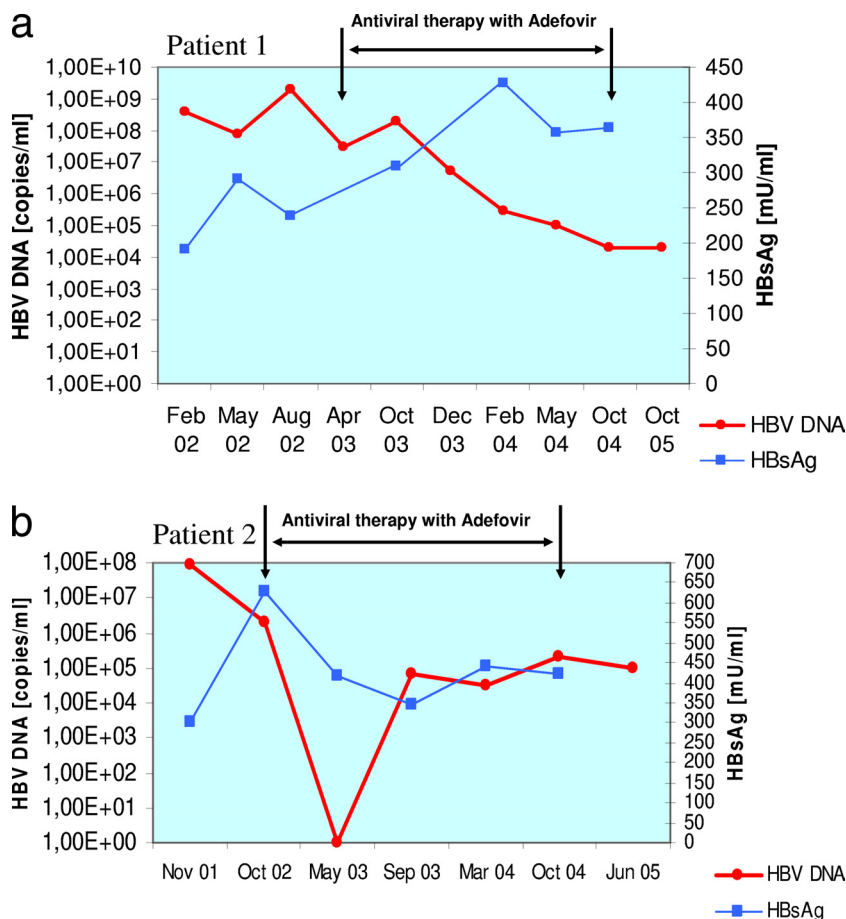 a
Antiviral therapy with Adefovir
Patient 1
1,00E+10
1,00E+09
1,00E+08
1,00E+07
1,00E+06
1,00E+05
1,00E+04
1,00E+03
1,00E+02
1,00E+01
1,00E+00
HBV DNA [copies/ml]
450
400
350
300
250
200
150
100
50
0
HBsAg [mU/ml]
Feb May Aug Apr Oct Dec Feb May Oct Oct
02 02 02 03 03 03 04 04 04 05
HBV DNA
HBsAg
b
Antiviral therapy with Adefovir
Patient 2
1,00E+08
1,00E+07
1,00E+06
1,00E+05
1,00E+04
1,00E+03
1,00E+02
1,00E+01
1,00E+00
HBV DNA [copies/ml]
700
650
600
550
500
450
400
350
300
250
200
150
100
50
0
HBsAg [mU/ml]
Nov 01 Oct 02 May 03 Sep 03 Mar 04 Oct 04 Jun 05
HBV DNA
HBsAg